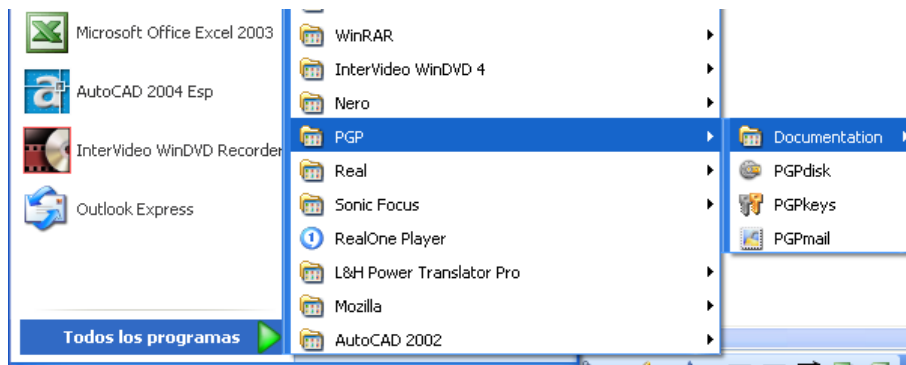 Microsoft Office Excel 2003
AutoCAD 2004 Esp
InterVideo WinDVD Recorder
Outlook Express
Todos los programas
WinRAR
InterVideo WinDVD 4
Nero
PGP
Real
Sonic Focus
RealOne Player
L&H Power Translator Pro
Mozilla
AutoCAD 2002
Documentation
PGPdisk
PGPkeys
PGPmail